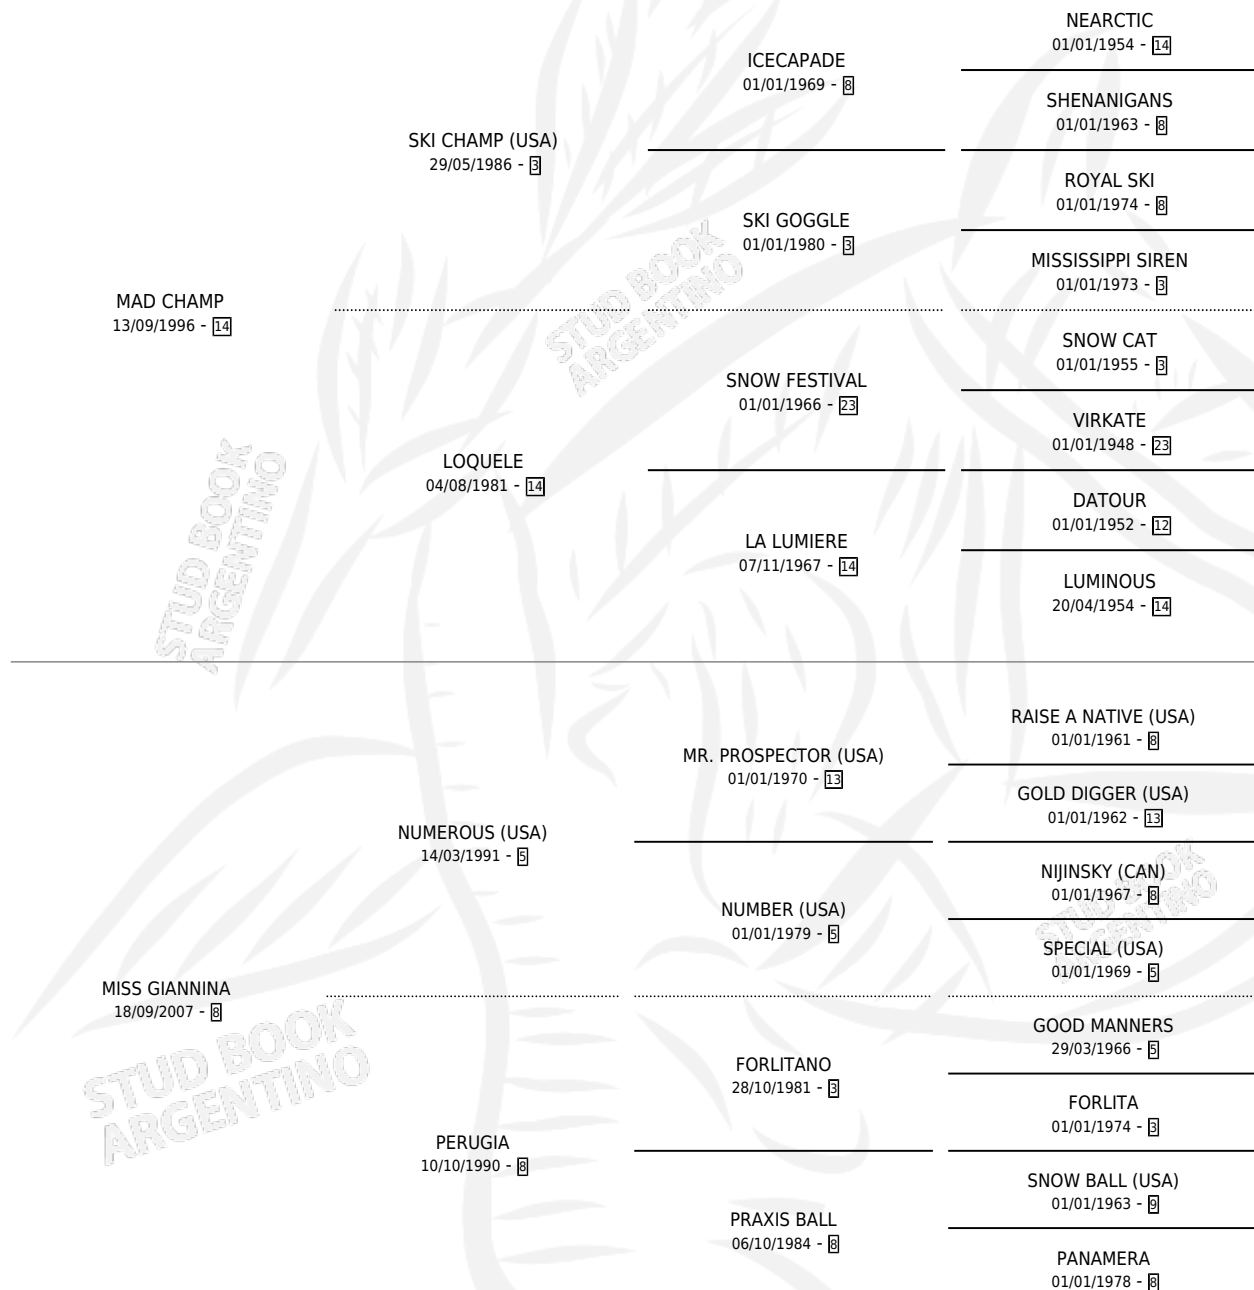 NEARCTIC
01/01/1954 - 14
ICECAPADE
01/01/1969 - 8
SHENANIGANS
01/01/1963 - 8
SKI CHAMP (USA)
29/05/1986 - 3
ROYAL SKI
01/01/1974 - 8
SKI GOGGLE
01/01/1980 - 3
MISSISSIPPI SIREN
01/01/1973 - 3
MAD CHAMP
13/09/1996 - 14
SNOW CAT
01/01/1955 - 3
SNOW FESTIVAL
01/01/1966 - 23
VIRKATE
01/01/1948 - 23
LOQUELE
04/08/1981 - 14
DATOUR
01/01/1952 - 12
LA LUMIERE
07/11/1967 - 14
LUMINOUS
20/04/1954 - 14
RAISE A NATIVE (USA)
01/01/1961 - 8
MR. PROSPECTOR (USA)
01/01/1970 - 13
GOLD DIGGER (USA)
01/01/1962 - 13
NUMEROUS (USA)
14/03/1991 - 5
NIJINSKY (CAN)
01/01/1967 - 8
NUMBER (USA)
01/01/1979 - 5
SPECIAL (USA)
01/01/1969 - 5
MISS GIANNINA
18/09/2007 - 8
GOOD MANNERS
29/03/1966 - 5
FORLITANO
28/10/1981 - 3
FORLITA
01/01/1974 - 3
PERUGIA
10/10/1990 - 8
SNOW BALL (USA)
01/01/1963 - 9
PRAXIS BALL
06/10/1984 - 8
PANAMERA
01/01/1978 - 8
STUD BOOK
ARGENTINO
STUD BOOK
ARGENTINO
STUD BOOK
ARGENTINO
STUD BOOK
ARGENTINO